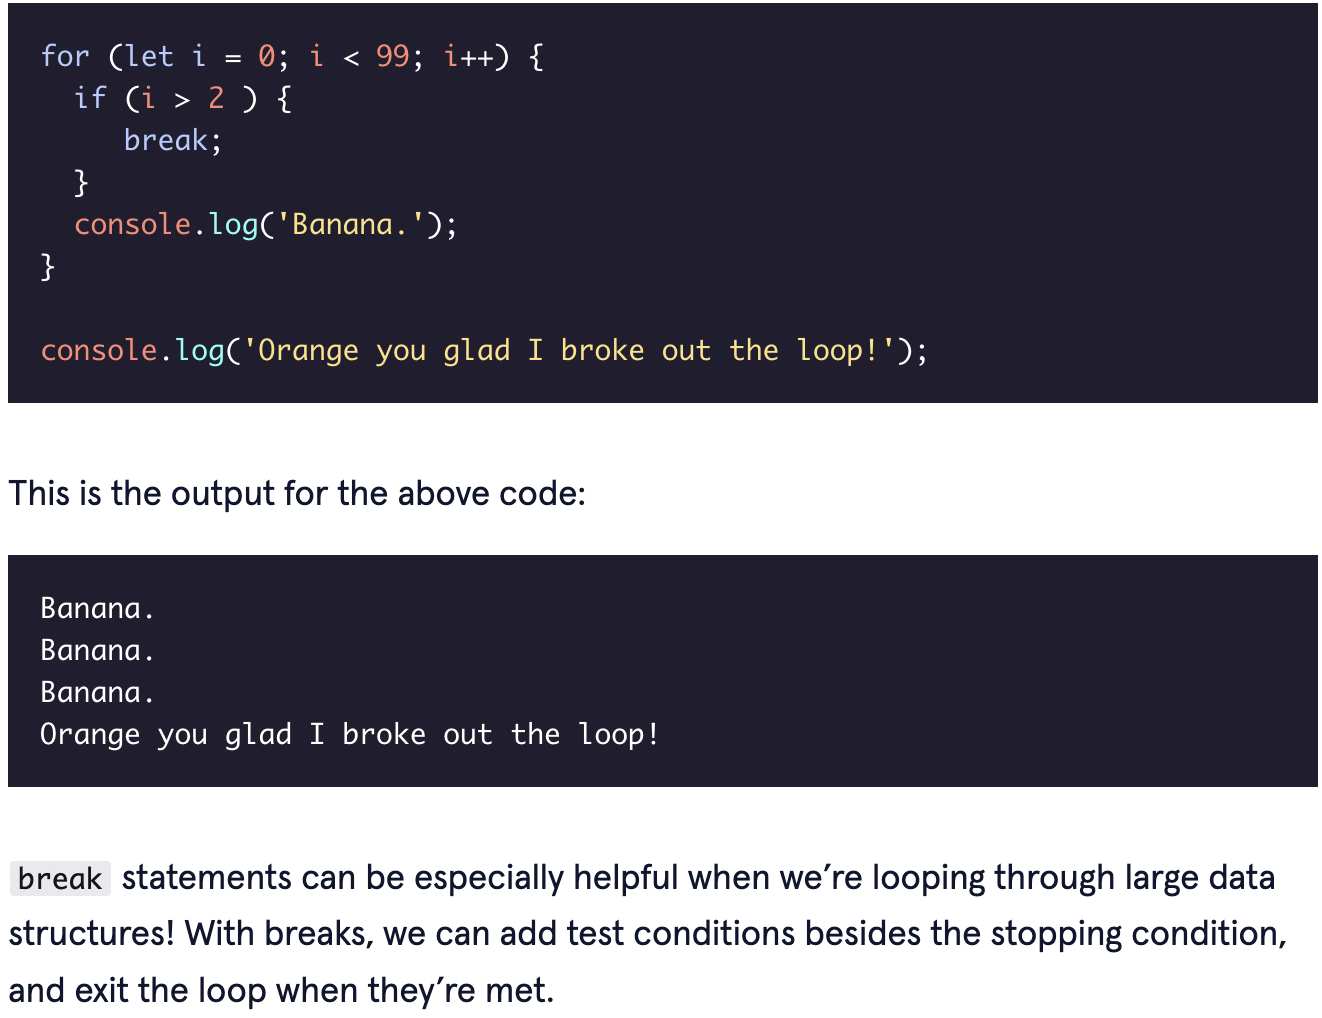 for (let i = 0; i < 99; i++) {
  if (i > 2 ) {
     break;
  }
  console.log('Banana.');
}

console.log('Orange you glad I broke out the loop!');
This is the output for the above code:
Banana.
Banana.
Banana.
Orange you glad I broke out the loop!
break statements can be especially helpful when we’re looping through large data
structures! With breaks, we can add test conditions besides the stopping condition,
and exit the loop when they’re met.